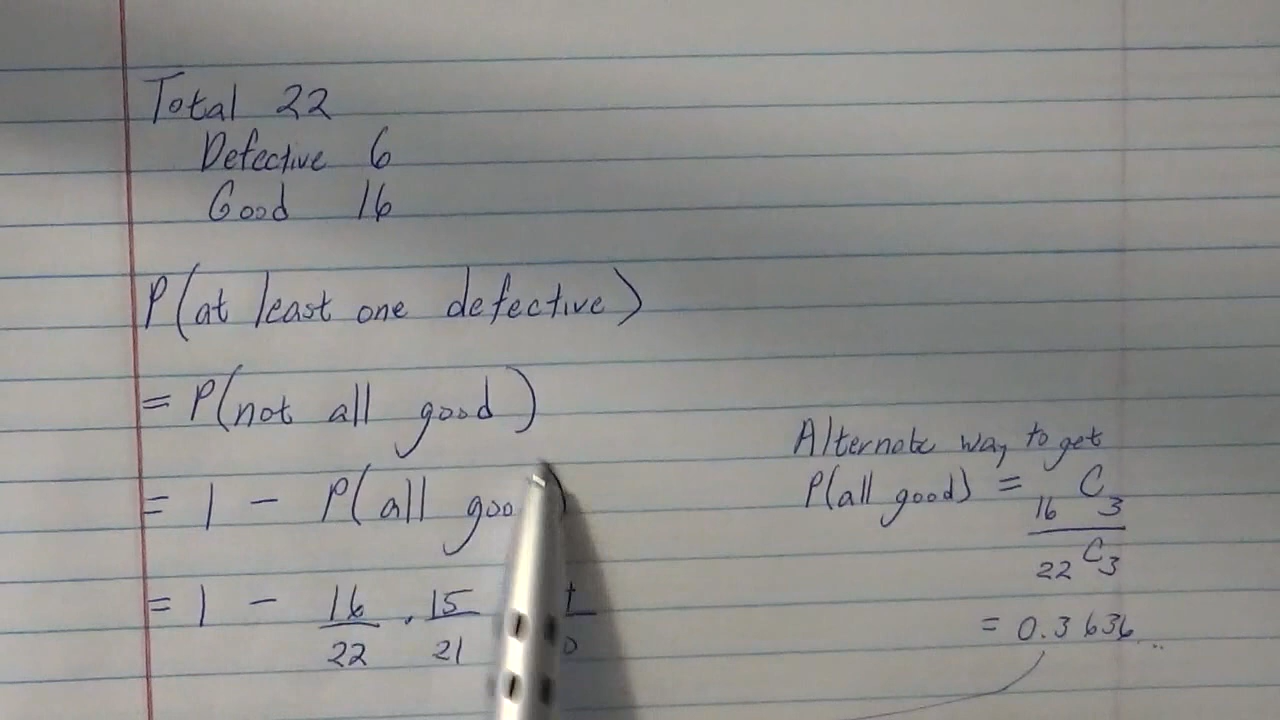 Total 22
Defective 6
Good 16
P(at least one defective)
= P(not all good)
= 1 - P(all goo )
= 1 - 16/22 . 15/21
Alternate way to get
P(all good) = 16C3 / 22C3
= 0.3636..